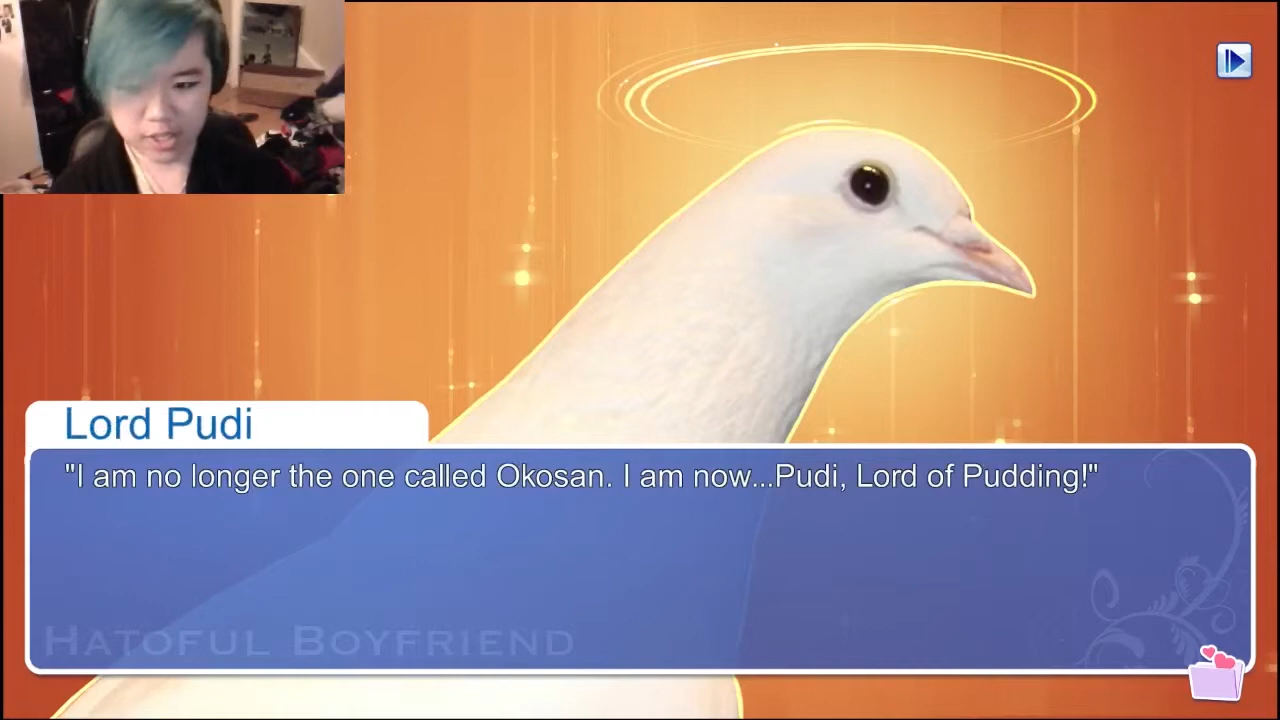 Lord Pudi
"I am no longer the one called Okosan. I am now...Pudi, Lord of Pudding!"
HATOFUL BOYFRIEND